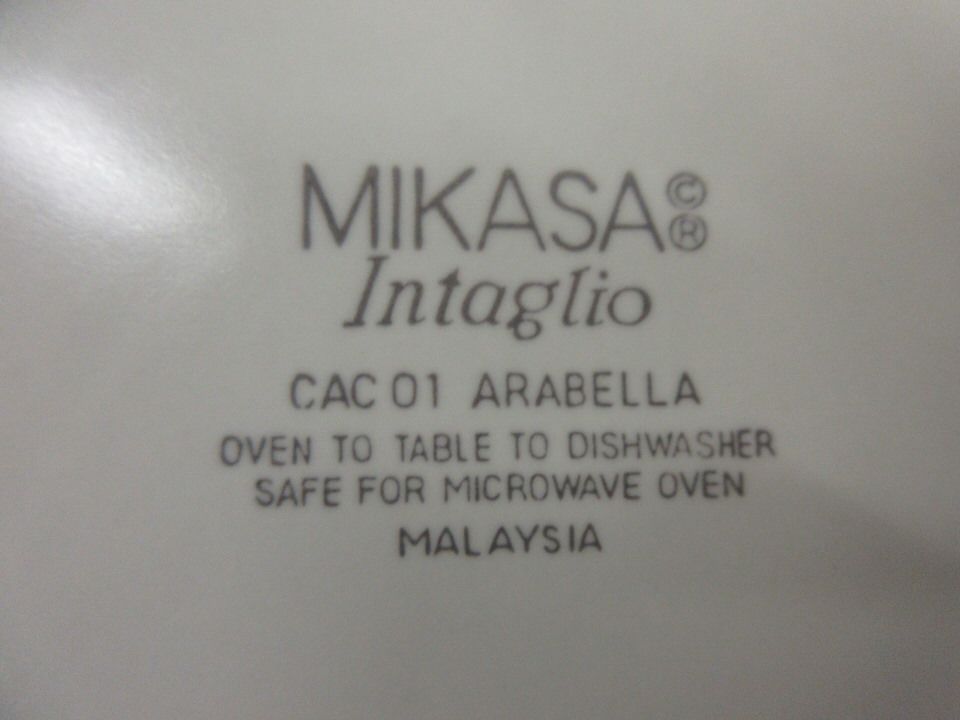 MIKASA©®
Intaglio
CAC 01 ARABELLA
OVEN TO TABLE TO DISHWASHER
SAFE FOR MICROWAVE OVEN
MALAYSIA